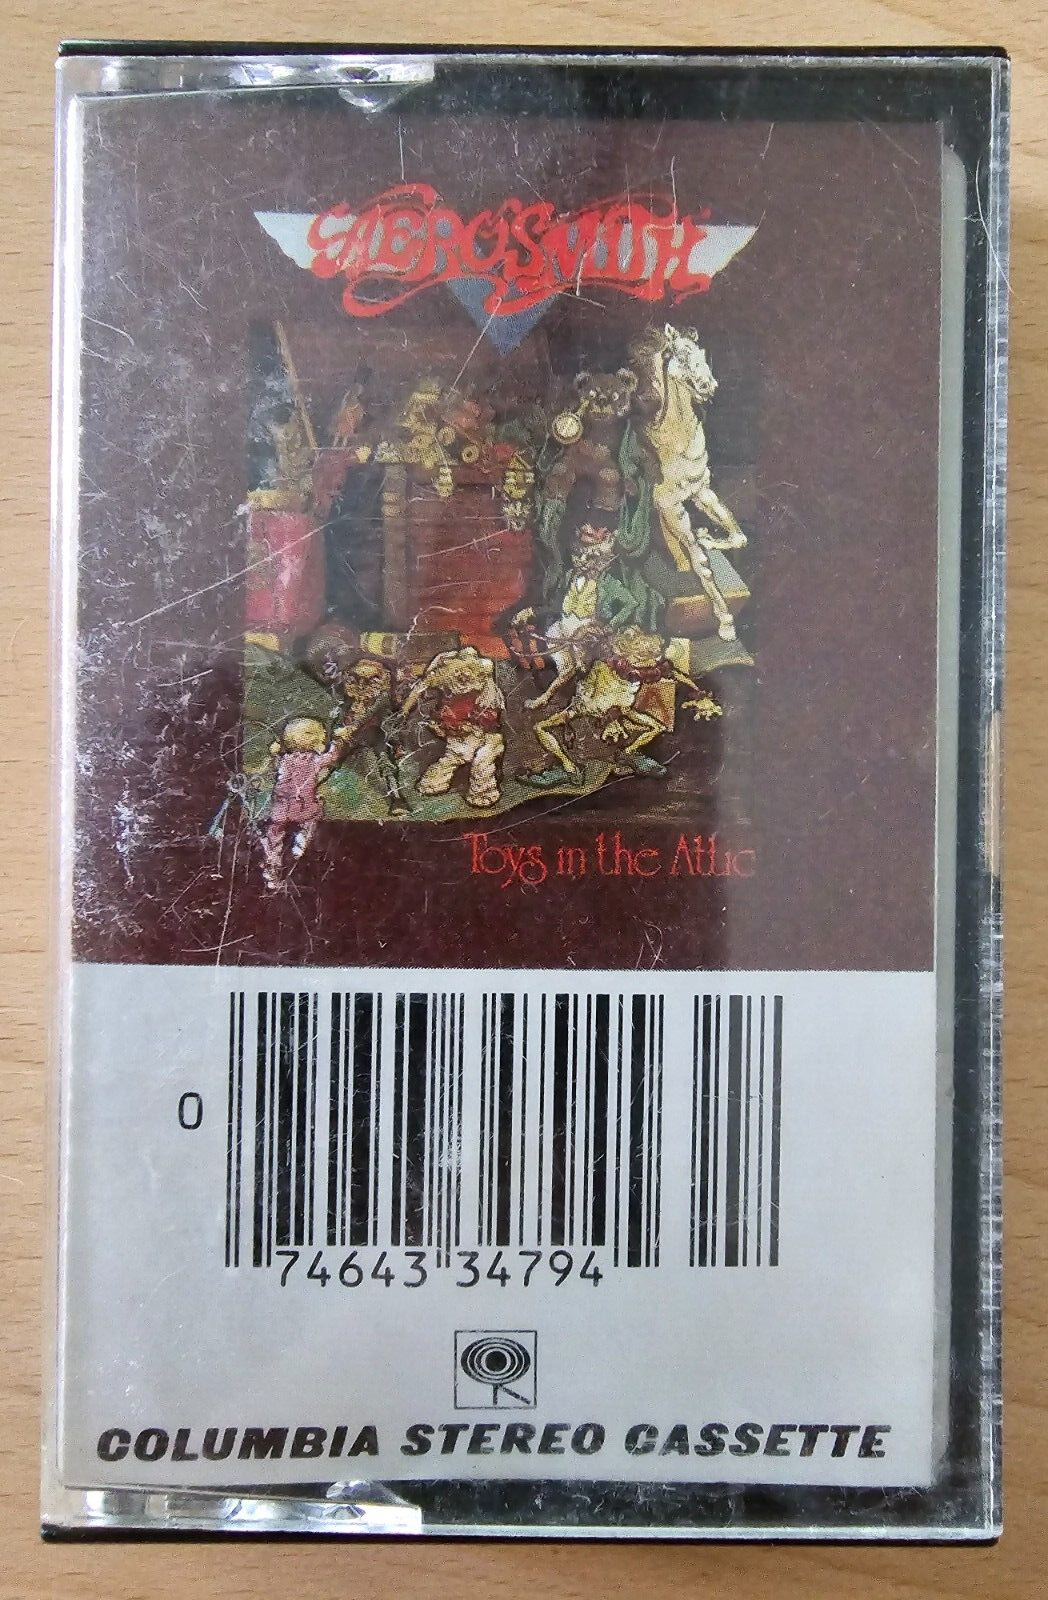 AEROSMITH
Toys in the Attic
0
74643 34794
COLUMBIA STEREO CASSETTE